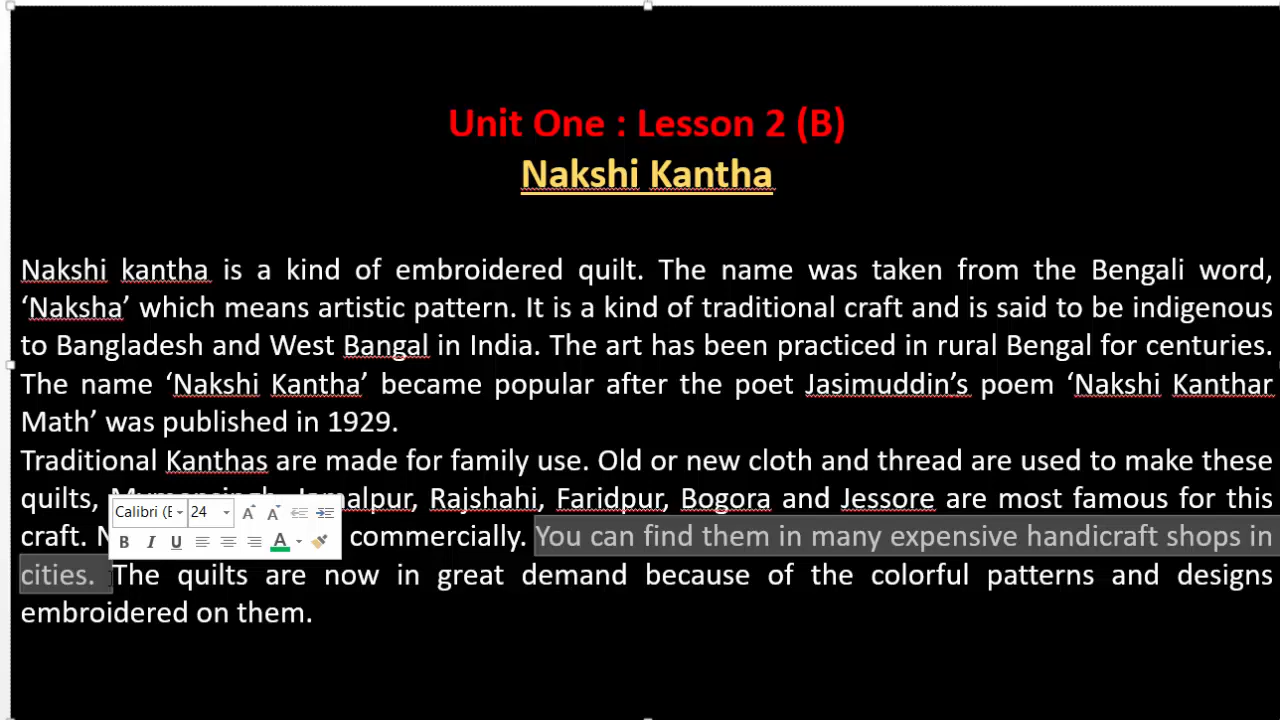 Unit One : Lesson 2 (B)
Nakshi Kantha
Nakshi kantha is a kind of embroidered quilt. The name was taken from the Bengali word,
‘Naksha’ which means artistic pattern. It is a kind of traditional craft and is said to be indigenous
to Bangladesh and West Bangal in India. The art has been practiced in rural Bengal for centuries.
The name ‘Nakshi Kantha’ became popular after the poet Jasimuddin’s poem ‘Nakshi Kanthar
Math’ was published in 1929.
Traditional Kanthas are made for family use. Old or new cloth and thread are used to make these
quilts, Mymensingh, Jamalpur, Rajshahi, Faridpur, Bogora and Jessore are most famous for this
craft. commercially. You can find them in many expensive handicraft shops in
Calibri (E 24 A A
B I U A
cities. The quilts are now in great demand because of the colorful patterns and designs
embroidered on them.